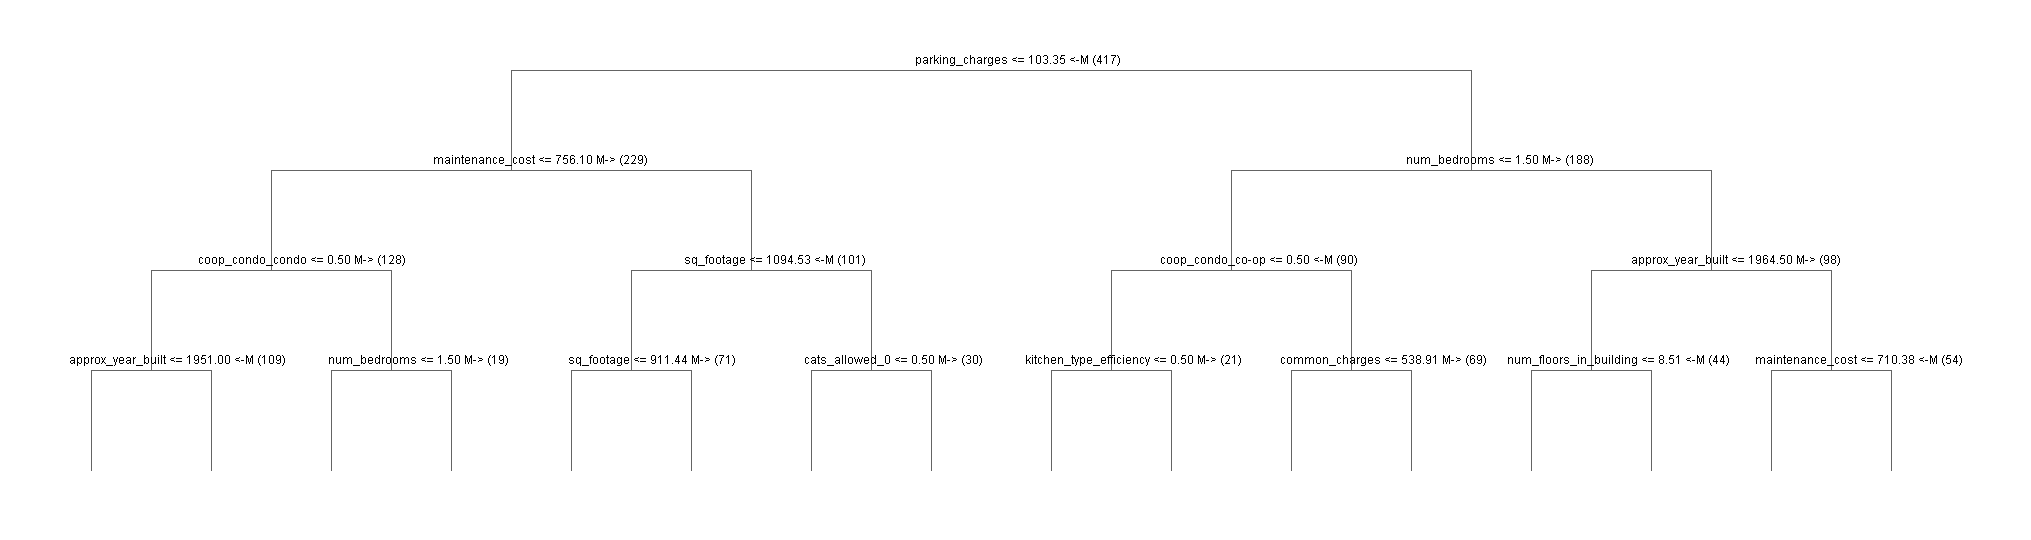 parking_charges <= 103.35 <-M (417)
maintenance_cost <= 756.10 M-> (229)
num_bedrooms <= 1.50 M-> (188)
coop_condo_condo <= 0.50 M-> (128)
sq_footage <= 1094.53 <-M (101)
coop_condo_co-op <= 0.50 <-M (90)
approx_year_built <= 1964.50 M-> (98)
approx_year_built <= 1951.00 <-M (109)
num_bedrooms <= 1.50 M-> (19)
sq_footage <= 911.44 M-> (71)
cats_allowed_0 <= 0.50 M-> (30)
kitchen_type_efficiency <= 0.50 M-> (21)
common_charges <= 538.91 M-> (69)
num_floors_in_building <= 8.51 <-M (44)
maintenance_cost <= 710.38 <-M (54)